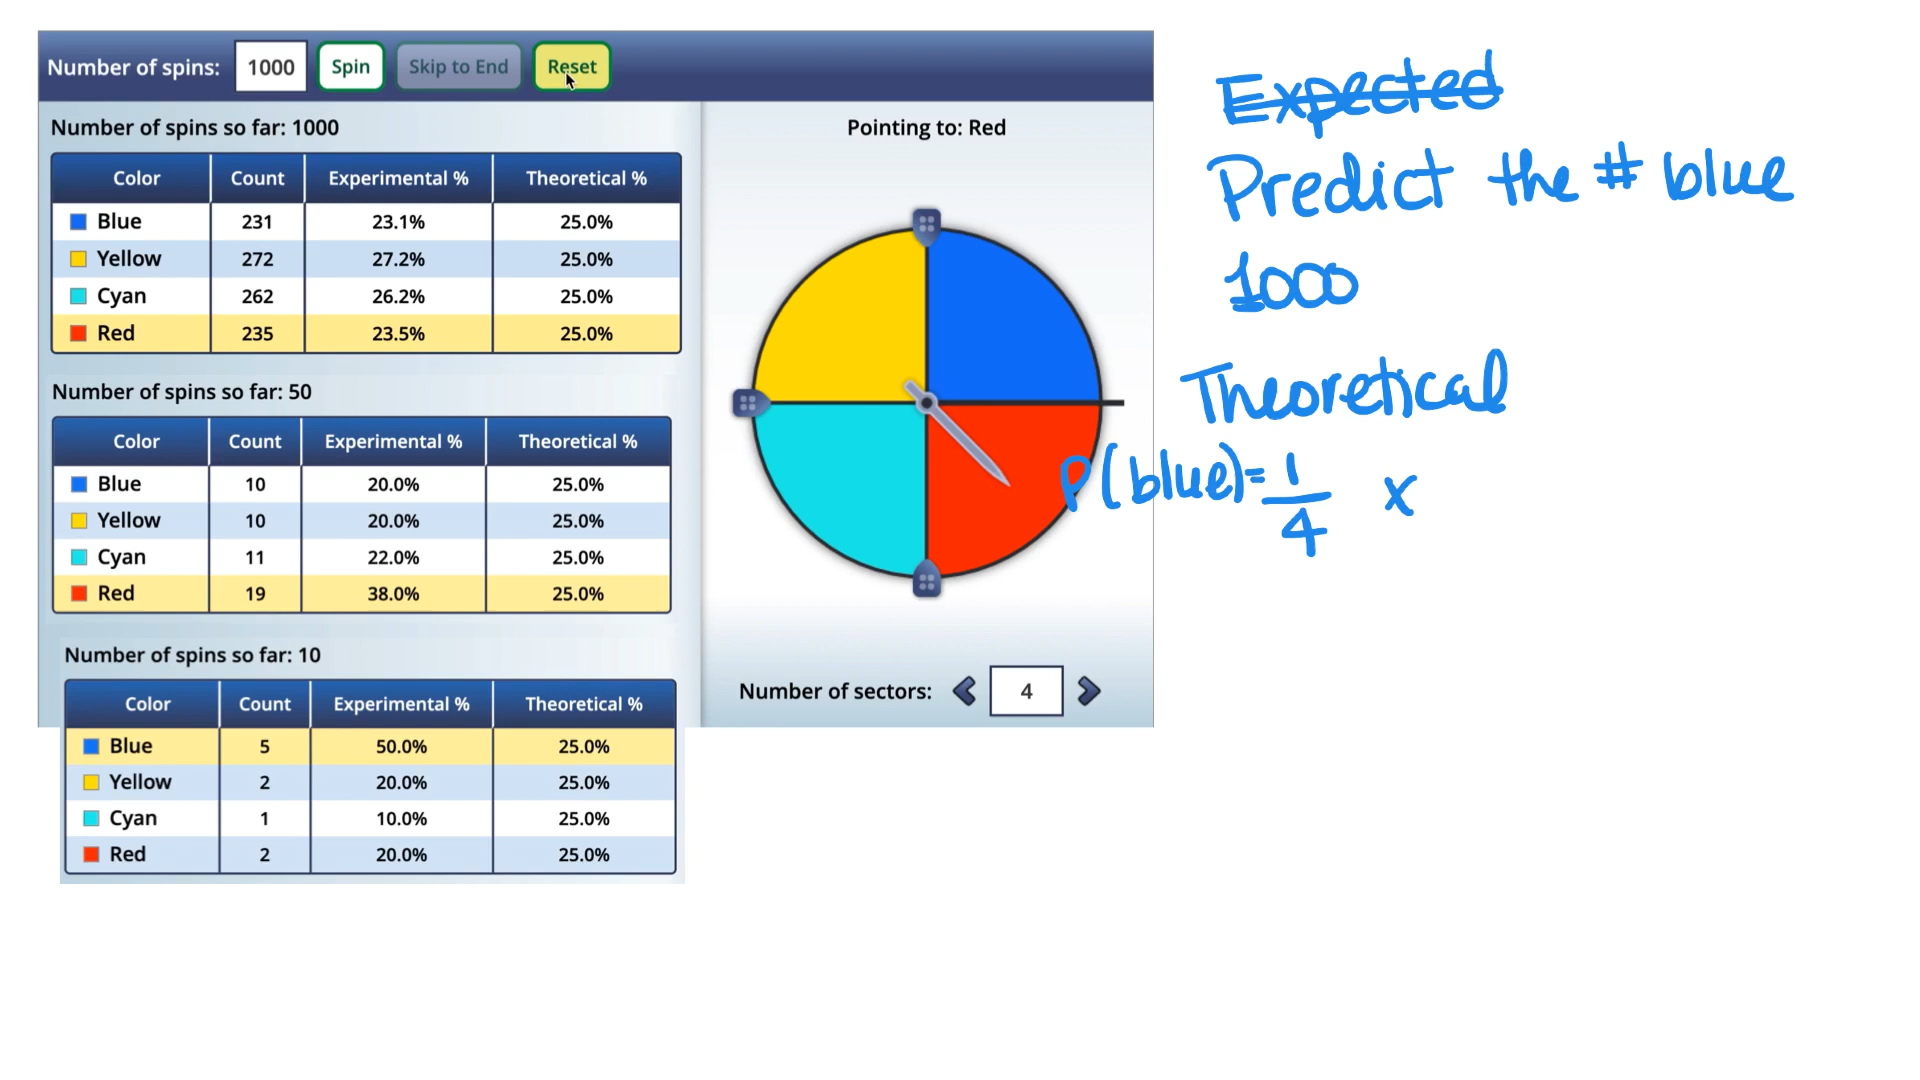 Number of spins: 1000 Spin Skip to End Reset
Number of spins so far: 1000
Color Count Experimental % Theoretical %
Blue 231 23.1% 25.0%
Yellow 272 27.2% 25.0%
Cyan 262 26.2% 25.0%
Red 235 23.5% 25.0%
Number of spins so far: 50
Color Count Experimental % Theoretical %
Blue 10 20.0% 25.0%
Yellow 10 20.0% 25.0%
Cyan 11 22.0% 25.0%
Red 19 38.0% 25.0%
Number of spins so far: 10
Color Count Experimental % Theoretical %
Blue 5 50.0% 25.0%
Yellow 2 20.0% 25.0%
Cyan 1 10.0% 25.0%
Red 2 20.0% 25.0%
Pointing to: Red
Number of sectors: 4
Expected
Predict the # blue
1000
Theoretical
P(blue)= 1/4 x